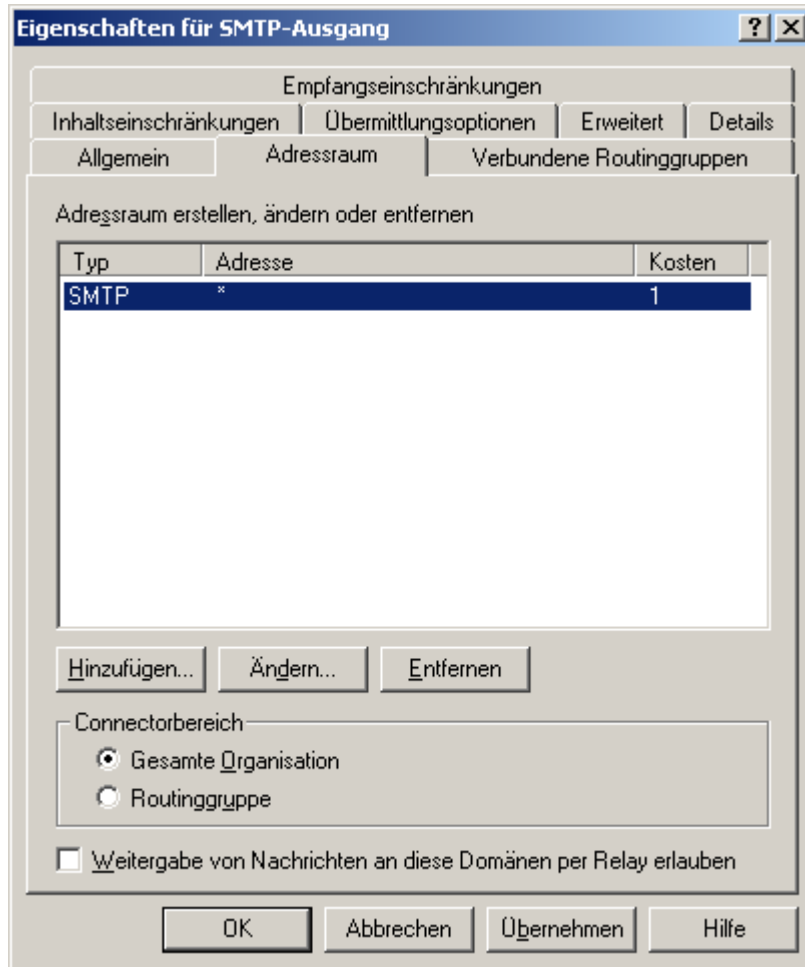 Eigenschaften für SMTP-Ausgang
Empfangseinschränkungen
Inhaltseinschränkungen Übermittlungsoptionen Erweitert Details
Allgemein Adressraum Verbundene Routinggruppen
Adressraum erstellen, ändern oder entfernen
Typ Adresse Kosten
SMTP * 1
Hinzufügen... Ändern... Entfernen
Connectorbereich
Gesamte Organisation
Routinggruppe
Weitergabe von Nachrichten an diese Domänen per Relay erlauben
OK Abbrechen Übernehmen Hilfe